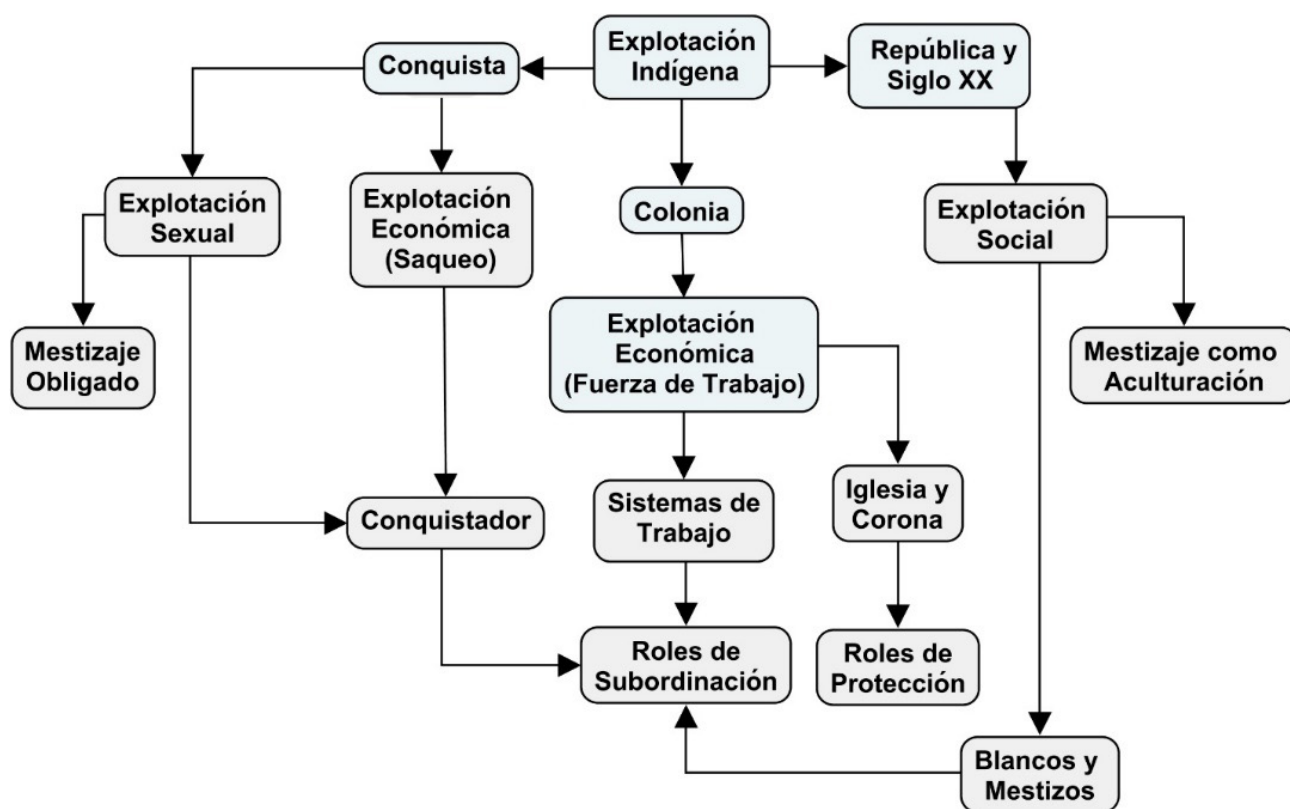 Explotación
Indígena
Conquista
República y
Siglo XX
Explotación
Sexual
Explotación
Económica
(Saqueo)
Colonia
Explotación
Social
Mestizaje
Obligado
Explotación
Económica
(Fuerza de Trabajo)
Mestizaje como
Aculturación
Conquistador
Sistemas de
Trabajo
Iglesia y
Corona
Roles de
Subordinación
Roles de
Protección
Blancos y
Mestizos